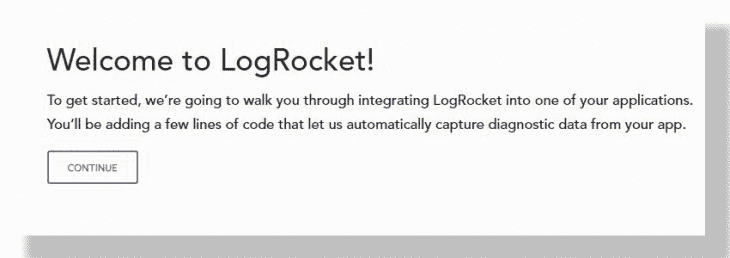 Welcome to LogRocket!
To get started, we’re going to walk you through integrating LogRocket into one of your applications.
You’ll be adding a few lines of code that let us automatically capture diagnostic data from your app.
CONTINUE